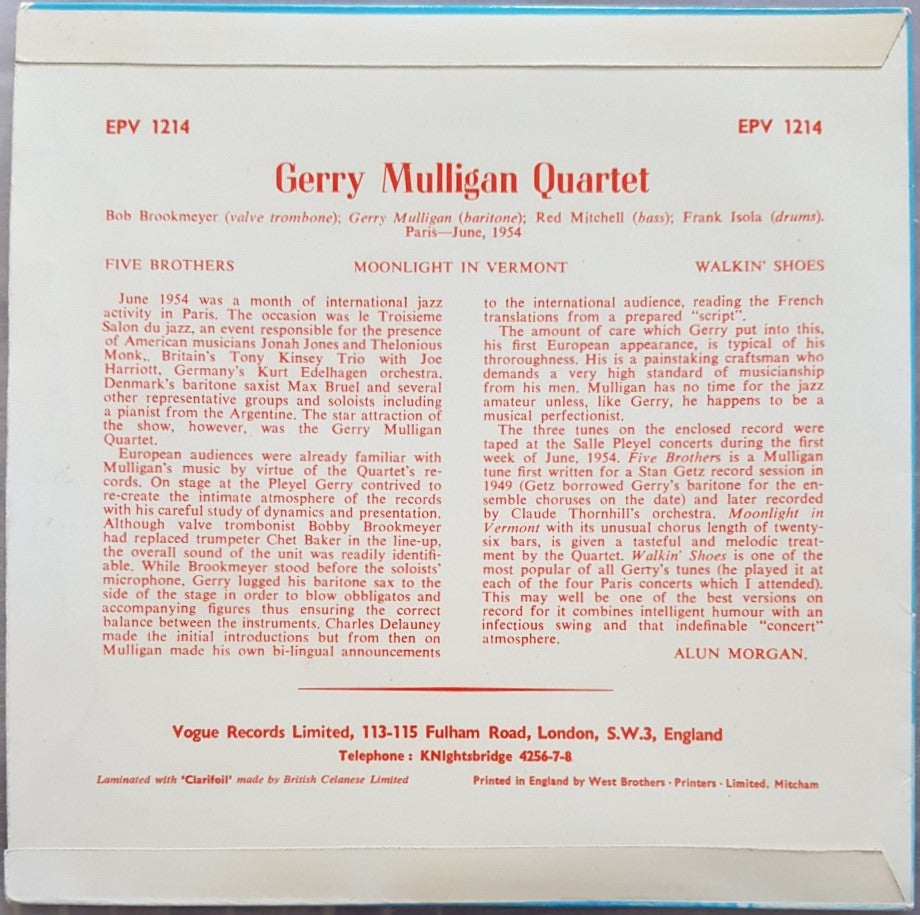 EPV 1214
EPV 1214
Gerry Mulligan Quartet
Bob Brookmeyer (valve trombone); Gerry Mulligan (baritone); Red Mitchell (bass); Frank Isola (drums).
Paris—June, 1954
FIVE BROTHERS
MOONLIGHT IN VERMONT
WALKIN' SHOES
June 1954 was a month of international jazz
activity in Paris. The occasion was le Troisieme
Salon du jazz, an event responsible for the presence
of American musicians Jonah Jones and Thelonious
Monk,. Britain's Tony Kinsey Trio with Joe
Harriott, Germany's Kurt Edelhagen orchestra,
Denmark's baritone saxist Max Bruel and several
other representative groups and soloists including
a pianist from the Argentine. The star attraction of
the show, however, was the Gerry Mulligan
Quartet.
European audiences were already familiar with
Mulligan's music by virtue of the Quartet's re-
cords. On stage at the Pleyel Gerry contrived to
re-create the intimate atmosphere of the records
with his careful study of dynamics and presentation.
Although valve trombonist Bobby Brookmeyer
had replaced trumpeter Chet Baker in the line-up,
the overall sound of the unit was readily identifi-
able. While Brookmeyer stood before the soloists'
microphone, Gerry lugged his baritone sax to the
side of the stage in order to blow obbligatos and
accompanying figures thus ensuring the correct
balance between the instruments. Charles Delauney
made the initial introductions but from then on
Mulligan made his own bi-lingual announcements
to the international audience, reading the French
translations from a prepared "script".
The amount of care which Gerry put into this,
his first European appearance, is typical of his
throroughness. His is a painstaking craftsman who
demands a very high standard of musicianship
from his men. Mulligan has no time for the jazz
amateur unless, like Gerry, he happens to be a
musical perfectionist.
The three tunes on the enclosed record were
taped at the Salle Pleyel concerts during the first
week of June, 1954. Five Brothers is a Mulligan
tune first written for a Stan Getz record session in
1949 (Getz borrowed Gerry's baritone for the en-
semble choruses on the date) and later recorded
by Claude Thornhill's orchestra. Moonlight in
Vermont with its unusual chorus length of twenty-
six bars, is given a tasteful and melodic treat-
ment by the Quartet. Walkin' Shoes is one of the
most popular of all Gerry's tunes (he played it at
each of the four Paris concerts which I attended).
This may well be one of the best versions on
record for it combines intelligent humour with an
infectious swing and that indefinable "concert"
atmosphere.
ALUN MORGAN.
Vogue Records Limited, 113-115 Fulham Road, London, S.W.3, England
Telephone : KNIghtsbridge 4256-7-8
Laminated with 'Clarifoil' made by British Celanese Limited
Printed in England by West Brothers · Printers · Limited, Mitcham